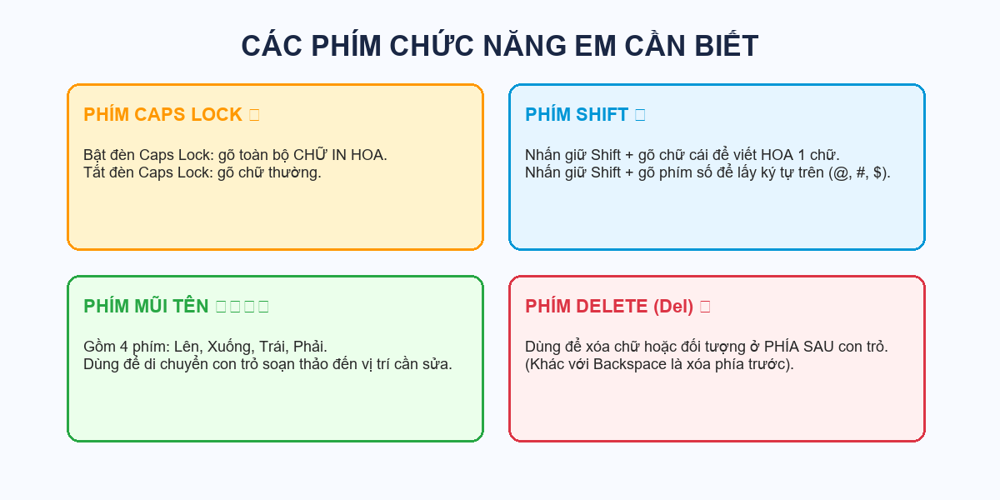 CÁC PHÍM CHỨC NĂNG EM CẦN BIẾT
PHÍM CAPS LOCK
Bật đèn Caps Lock: gõ toàn bộ CHỮ IN HOA.
Tắt đèn Caps Lock: gõ chữ thường.
PHÍM SHIFT
Nhấn giữ Shift + gõ chữ cái để viết HOA 1 chữ.
Nhấn giữ Shift + gõ phím số để lấy ký tự trên (@, #, $).
PHÍM MŨI TÊN
Gồm 4 phím: Lên, Xuống, Trái, Phải.
Dùng để di chuyển con trỏ soạn thảo đến vị trí cần sửa.
PHÍM DELETE (Del)
Dùng để xóa chữ hoặc đối tượng ở PHÍA SAU con trỏ.
(Khác với Backspace là xóa phía trước).